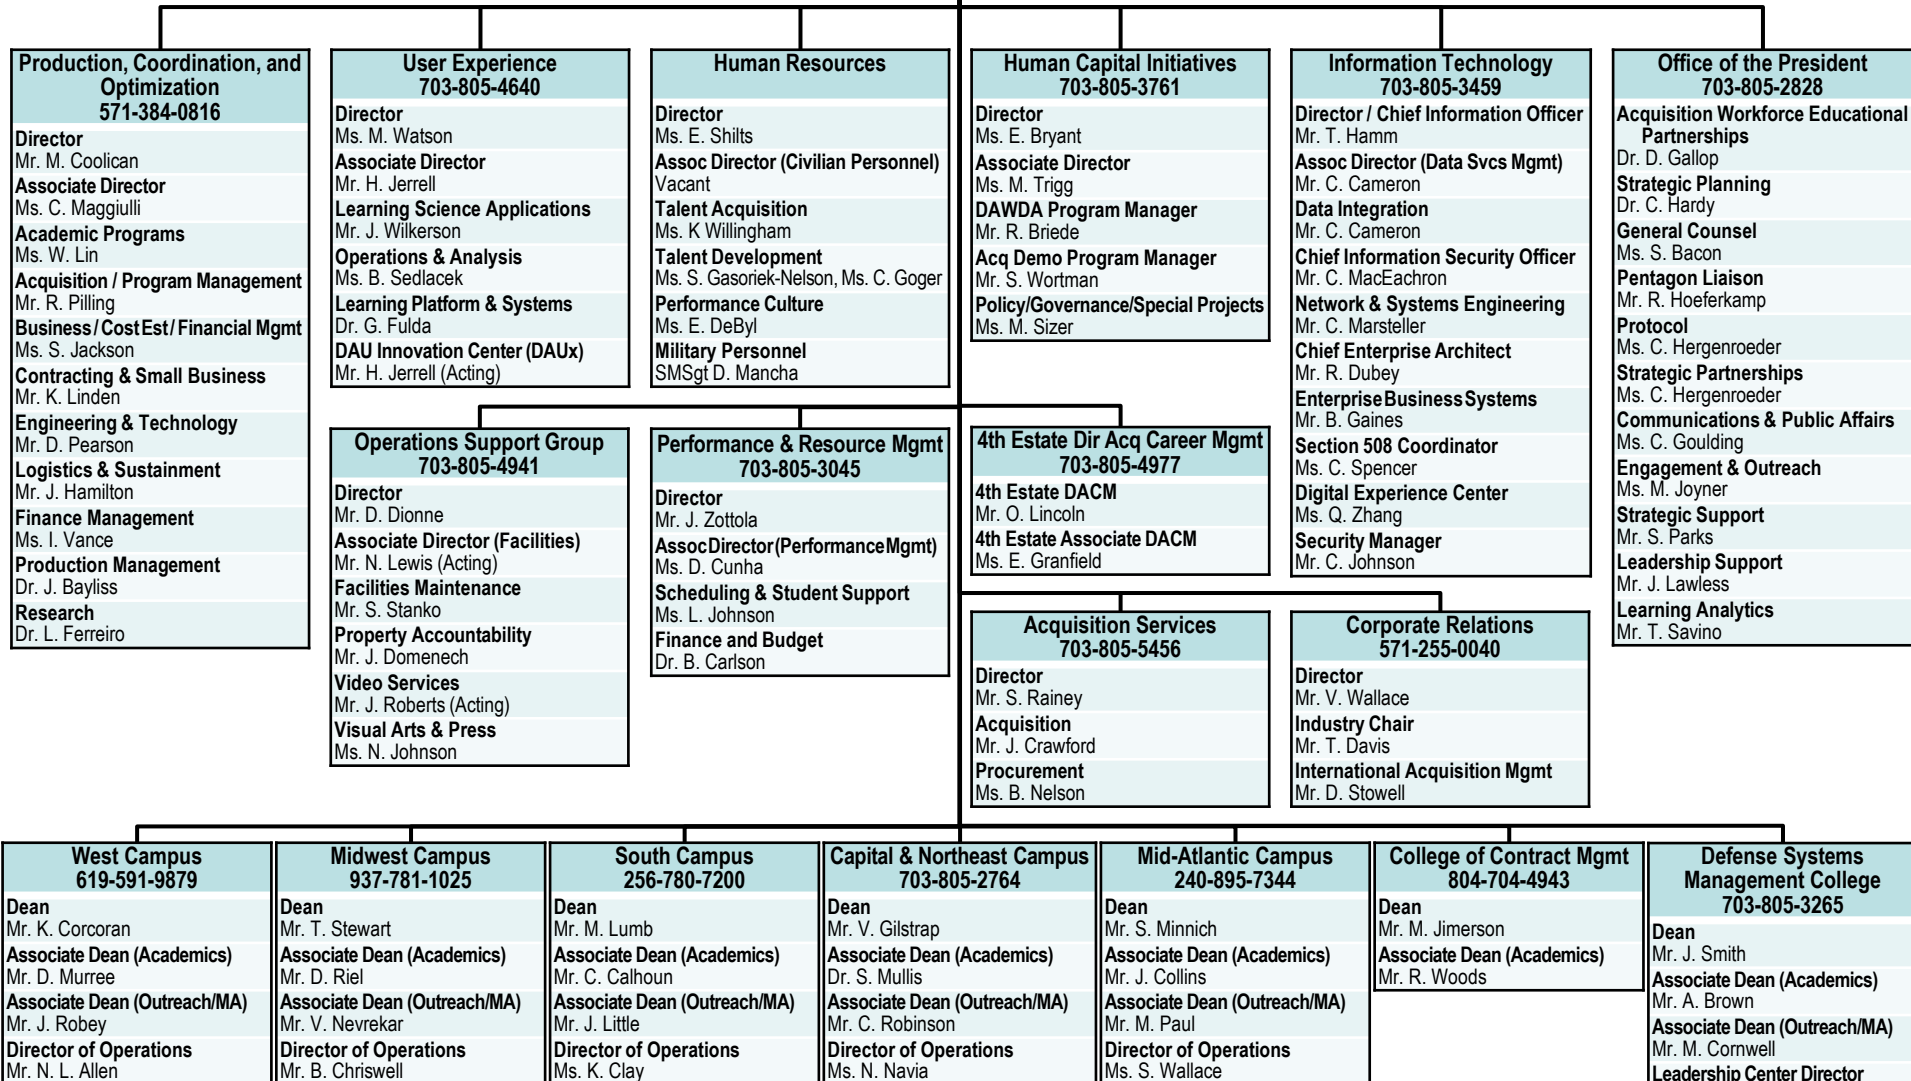 Production, Coordination, and
Optimization
571-384-0816
Director
Mr. M. Coolican
Associate Director
Ms. C. Maggiulli
Academic Programs
Ms. W. Lin
Acquisition / Program Management
Mr. R. Pilling
Business / Cost Est / Financial Mgmt
Ms. S. Jackson
Contracting & Small Business
Mr. K. Linden
Engineering & Technology
Mr. D. Pearson
Logistics & Sustainment
Mr. J. Hamilton
Finance Management
Ms. I. Vance
Production Management
Dr. J. Bayliss
Research
Dr. L. Ferreiro
User Experience
703-805-4640
Director
Ms. M. Watson
Associate Director
Mr. H. Jerrell
Learning Science Applications
Mr. J. Wilkerson
Operations & Analysis
Ms. B. Sedlacek
Learning Platform & Systems
Dr. G. Fulda
DAU Innovation Center (DAUx)
Mr. H. Jerrell (Acting)
Human Resources
Director
Ms. E. Shilts
Assoc Director (Civilian Personnel)
Vacant
Talent Acquisition
Ms. K Willingham
Talent Development
Ms. S. Gasoriek-Nelson, Ms. C. Goger
Performance Culture
Ms. E. DeByl
Military Personnel
SMSgt D. Mancha
Human Capital Initiatives
703-805-3761
Director
Ms. E. Bryant
Associate Director
Ms. M. Trigg
DAWDA Program Manager
Mr. R. Briede
Acq Demo Program Manager
Mr. S. Wortman
Policy/Governance/Special Projects
Ms. M. Sizer
Information Technology
703-805-3459
Director / Chief Information Officer
Mr. T. Hamm
Assoc Director (Data Svcs Mgmt)
Mr. C. Cameron
Data Integration
Mr. C. Cameron
Chief Information Security Officer
Mr. C. MacEachron
Network & Systems Engineering
Mr. C. Marsteller
Chief Enterprise Architect
Mr. R. Dubey
Enterprise Business Systems
Mr. B. Gaines
Section 508 Coordinator
Ms. C. Spencer
Digital Experience Center
Ms. Q. Zhang
Security Manager
Mr. C. Johnson
Office of the President
703-805-2828
Acquisition Workforce Educational
Partnerships
Dr. D. Gallop
Strategic Planning
Dr. C. Hardy
General Counsel
Ms. S. Bacon
Pentagon Liaison
Mr. R. Hoeferkamp
Protocol
Ms. C. Hergenroeder
Strategic Partnerships
Ms. C. Hergenroeder
Communications & Public Affairs
Ms. C. Goulding
Engagement & Outreach
Ms. M. Joyner
Strategic Support
Mr. S. Parks
Leadership Support
Mr. J. Lawless
Learning Analytics
Mr. T. Savino
Operations Support Group
703-805-4941
Director
Mr. D. Dionne
Associate Director (Facilities)
Mr. N. Lewis (Acting)
Facilities Maintenance
Mr. S. Stanko
Property Accountability
Mr. J. Domenech
Video Services
Mr. J. Roberts (Acting)
Visual Arts & Press
Ms. N. Johnson
Performance & Resource Mgmt
703-805-3045
Director
Mr. J. Zottola
Assoc Director (Performance Mgmt)
Ms. D. Cunha
Scheduling & Student Support
Ms. L. Johnson
Finance and Budget
Dr. B. Carlson
4th Estate Dir Acq Career Mgmt
703-805-4977
4th Estate DACM
Mr. O. Lincoln
4th Estate Associate DACM
Ms. E. Granfield
Acquisition Services
703-805-5456
Director
Mr. S. Rainey
Acquisition
Mr. J. Crawford
Procurement
Ms. B. Nelson
Corporate Relations
571-255-0040
Director
Mr. V. Wallace
Industry Chair
Mr. T. Davis
International Acquisition Mgmt
Mr. D. Stowell
West Campus
619-591-9879
Dean
Mr. K. Corcoran
Associate Dean (Academics)
Mr. D. Murree
Associate Dean (Outreach/MA)
Mr. J. Robey
Director of Operations
Mr. N. L. Allen
Midwest Campus
937-781-1025
Dean
Mr. T. Stewart
Associate Dean (Academics)
Mr. D. Riel
Associate Dean (Outreach/MA)
Mr. V. Nevrekar
Director of Operations
Mr. B. Chriswell
South Campus
256-780-7200
Dean
Mr. M. Lumb
Associate Dean (Academics)
Mr. C. Calhoun
Associate Dean (Outreach/MA)
Mr. J. Little
Director of Operations
Ms. K. Clay
Capital & Northeast Campus
703-805-2764
Dean
Mr. V. Gilstrap
Associate Dean (Academics)
Dr. S. Mullis
Associate Dean (Outreach/MA)
Mr. C. Robinson
Director of Operations
Ms. N. Navia
Mid-Atlantic Campus
240-895-7344
Dean
Mr. S. Minnich
Associate Dean (Academics)
Mr. J. Collins
Associate Dean (Outreach/MA)
Mr. M. Paul
Director of Operations
Ms. S. Wallace
College of Contract Mgmt
804-704-4943
Dean
Mr. M. Jimerson
Associate Dean (Academics)
Mr. R. Woods
Defense Systems
Management College
703-805-3265
Dean
Mr. J. Smith
Associate Dean (Academics)
Mr. A. Brown
Associate Dean (Outreach/MA)
Mr. M. Cornwell
Leadership Center Director